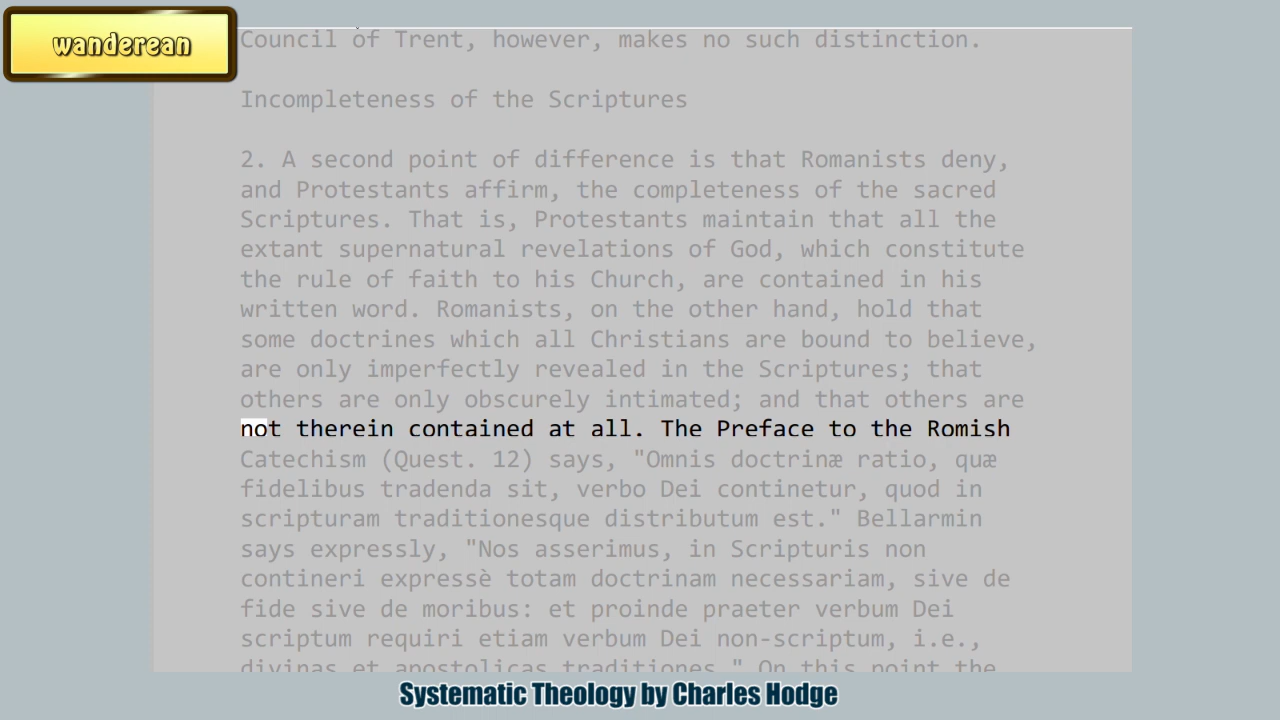 wanderean
Council of Trent, however, makes no such distinction.
Incompleteness of the Scriptures
2. A second point of difference is that Romanists deny,
and Protestants affirm, the completeness of the sacred
Scriptures. That is, Protestants maintain that all the
extant supernatural revelations of God, which constitute
the rule of faith to his Church, are contained in his
written word. Romanists, on the other hand, hold that
some doctrines which all Christians are bound to believe,
are only imperfectly revealed in the Scriptures; that
others are only obscurely intimated; and that others are
not therein contained at all. The Preface to the Romish
Catechism (Quest. 12) says, "Omnis doctrinæ ratio, quæ
fidelibus tradenda sit, verbo Dei continetur, quod in
scripturam traditionesque distributum est." Bellarmin
says expressly, "Nos asserimus, in Scripturis non
contineri expressè totam doctrinam necessariam, sive de
fide sive de moribus: et proinde praeter verbum Dei
scriptum requiri etiam verbum Dei non-scriptum, i.e.,
divinas et apostolicas traditiones." On this point the
Systematic Theology by Charles Hodge